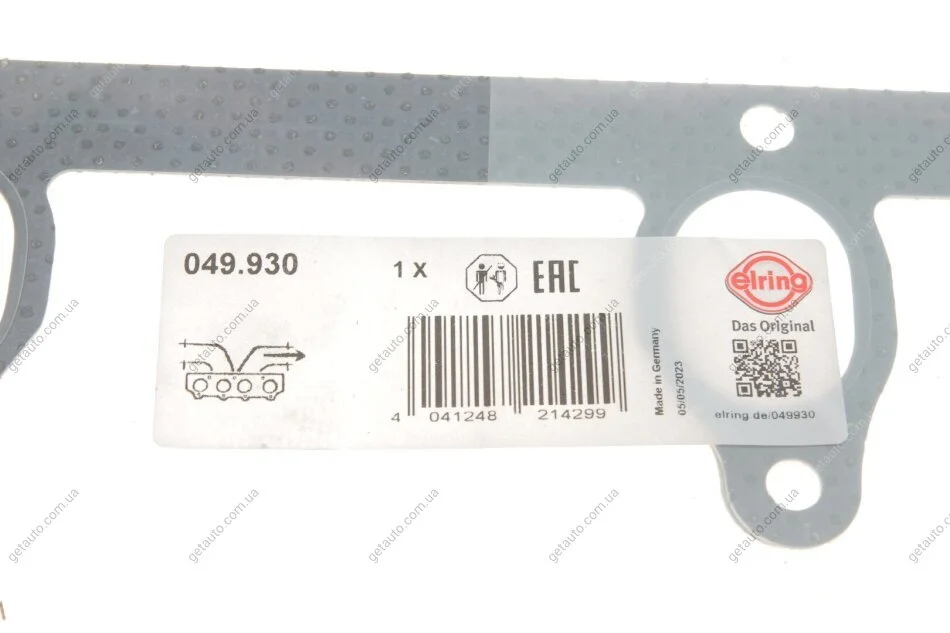 049.930
1 X
EAC
elring
Das Original
Made in Germany
05/05/2023
4 041248 214299
elring.de/049930
getauto.com.ua